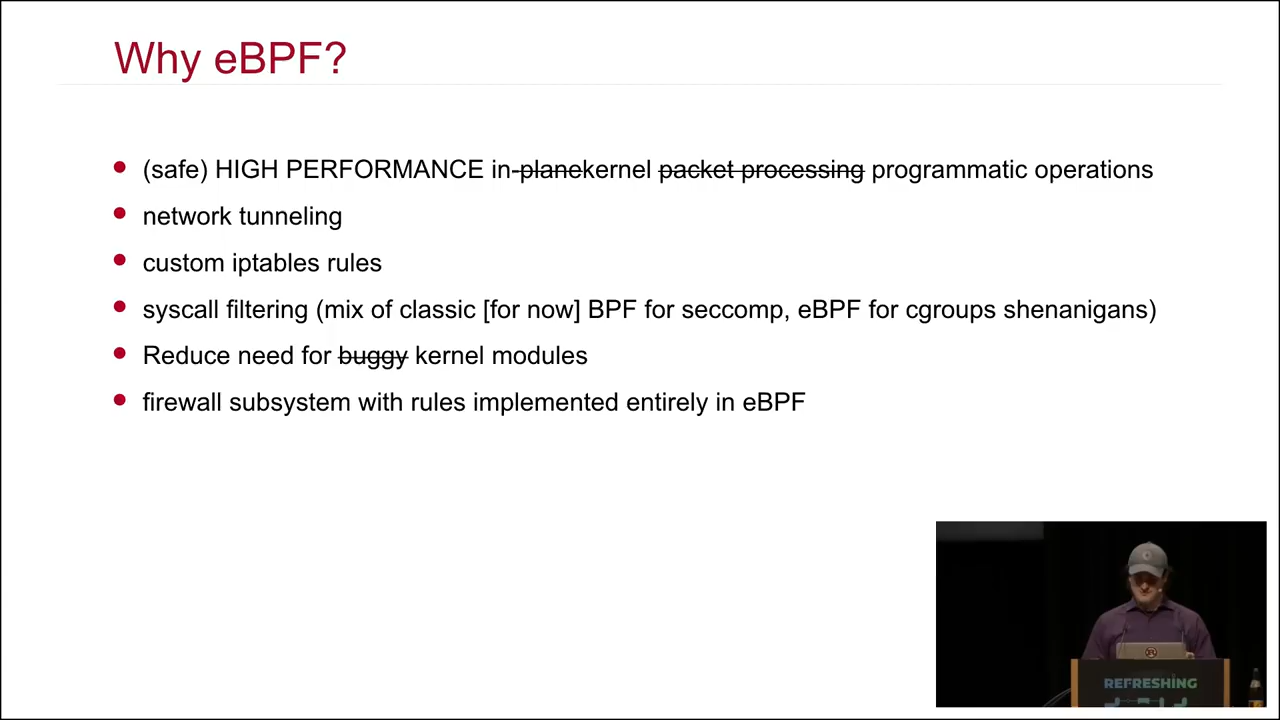 Why eBPF?
(safe) HIGH PERFORMANCE in-planekernel packet processing programmatic operations
network tunneling
custom iptables rules
syscall filtering (mix of classic [for now] BPF for seccomp, eBPF for cgroups shenanigans)
Reduce need for buggy kernel modules
firewall subsystem with rules implemented entirely in eBPF
REFRESHING